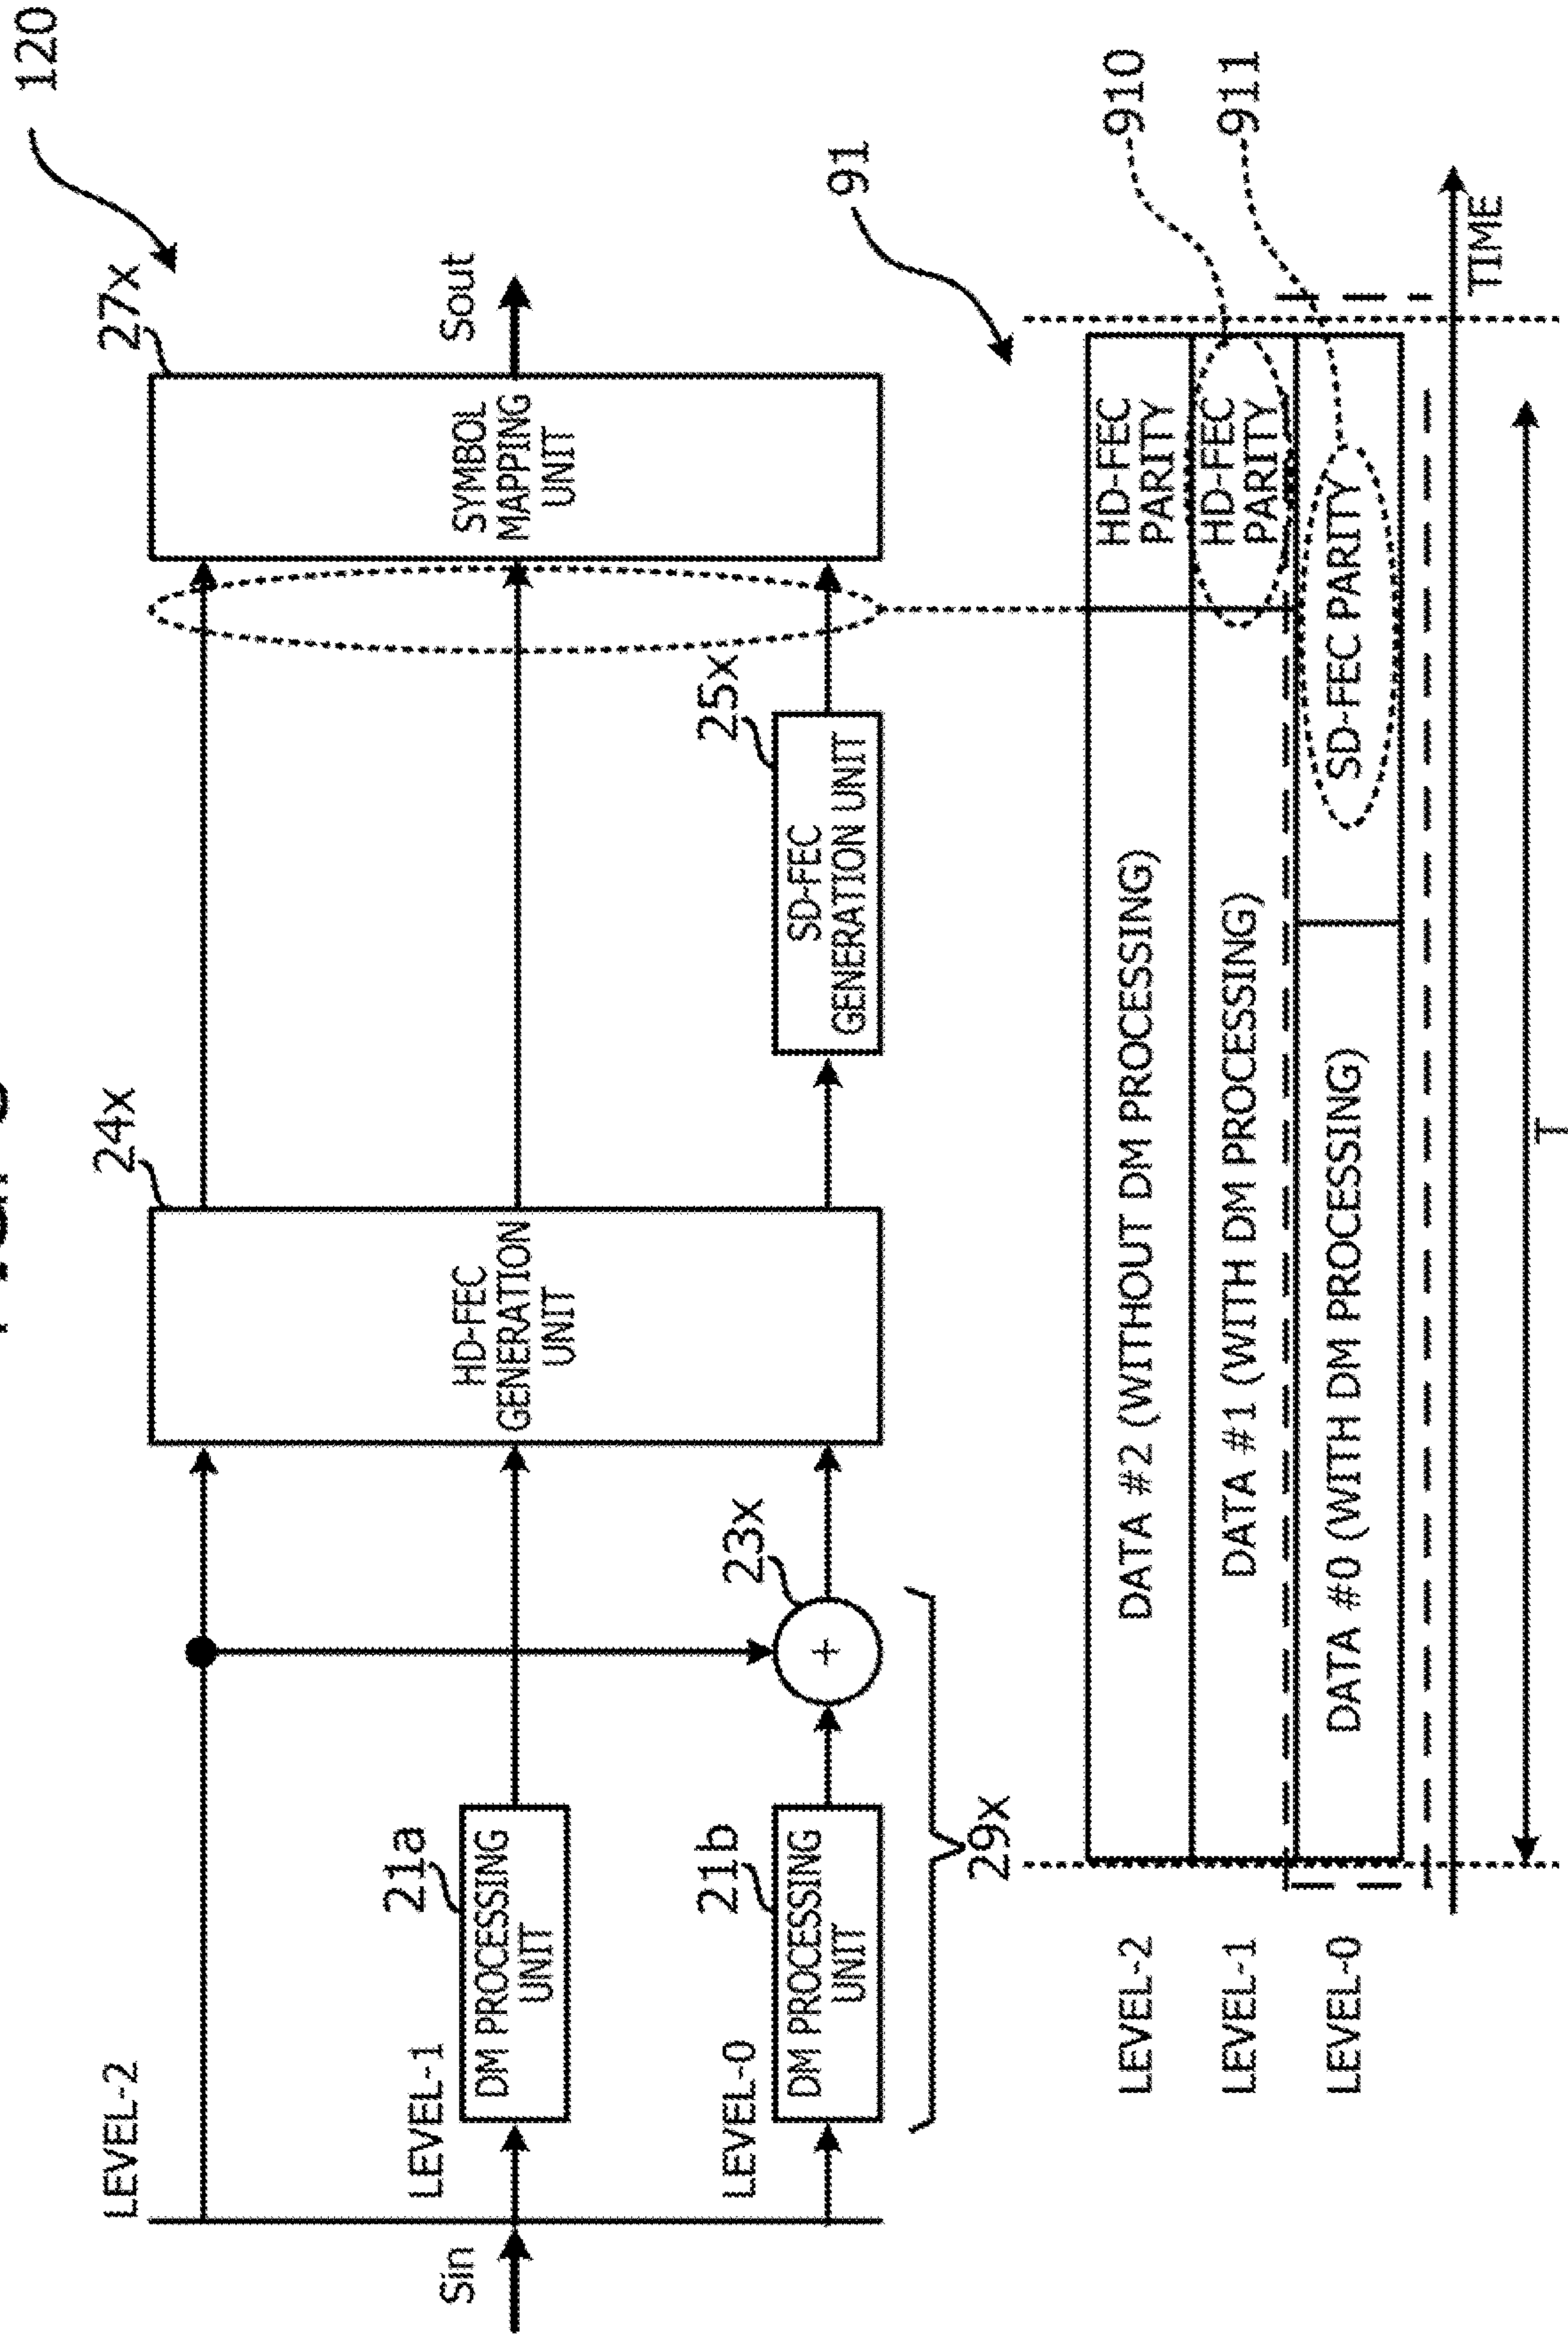 120
LEVEL-2
24x
27x
Sin
LEVEL-1
21a
DM PROCESSING
UNIT
HD-FEC
GENERATION
UNIT
SYMBOL
MAPPING
UNIT
Sout
LEVEL-0
21b
DM PROCESSING
UNIT
23x
+
SD-FEC
GENERATION UNIT
25x
29x
91
LEVEL-2
DATA #2 (WITHOUT DM PROCESSING)
HD-FEC
PARITY
910
LEVEL-1
DATA #1 (WITH DM PROCESSING)
HD-FEC
PARITY
911
LEVEL-0
DATA #0 (WITH DM PROCESSING)
SD-FEC PARITY
TIME
T